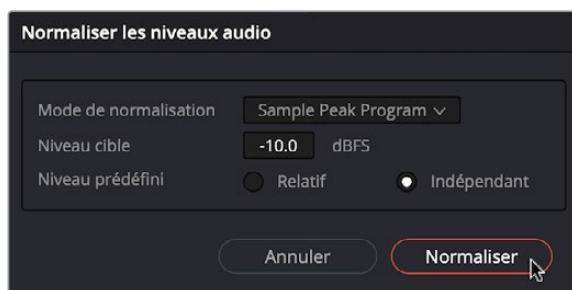 Normaliser les niveaux audio
Mode de normalisation Sample Peak Program
Niveau cible -10.0 dBFS
Niveau prédéfini Relatif Indépendant
Annuler Normaliser